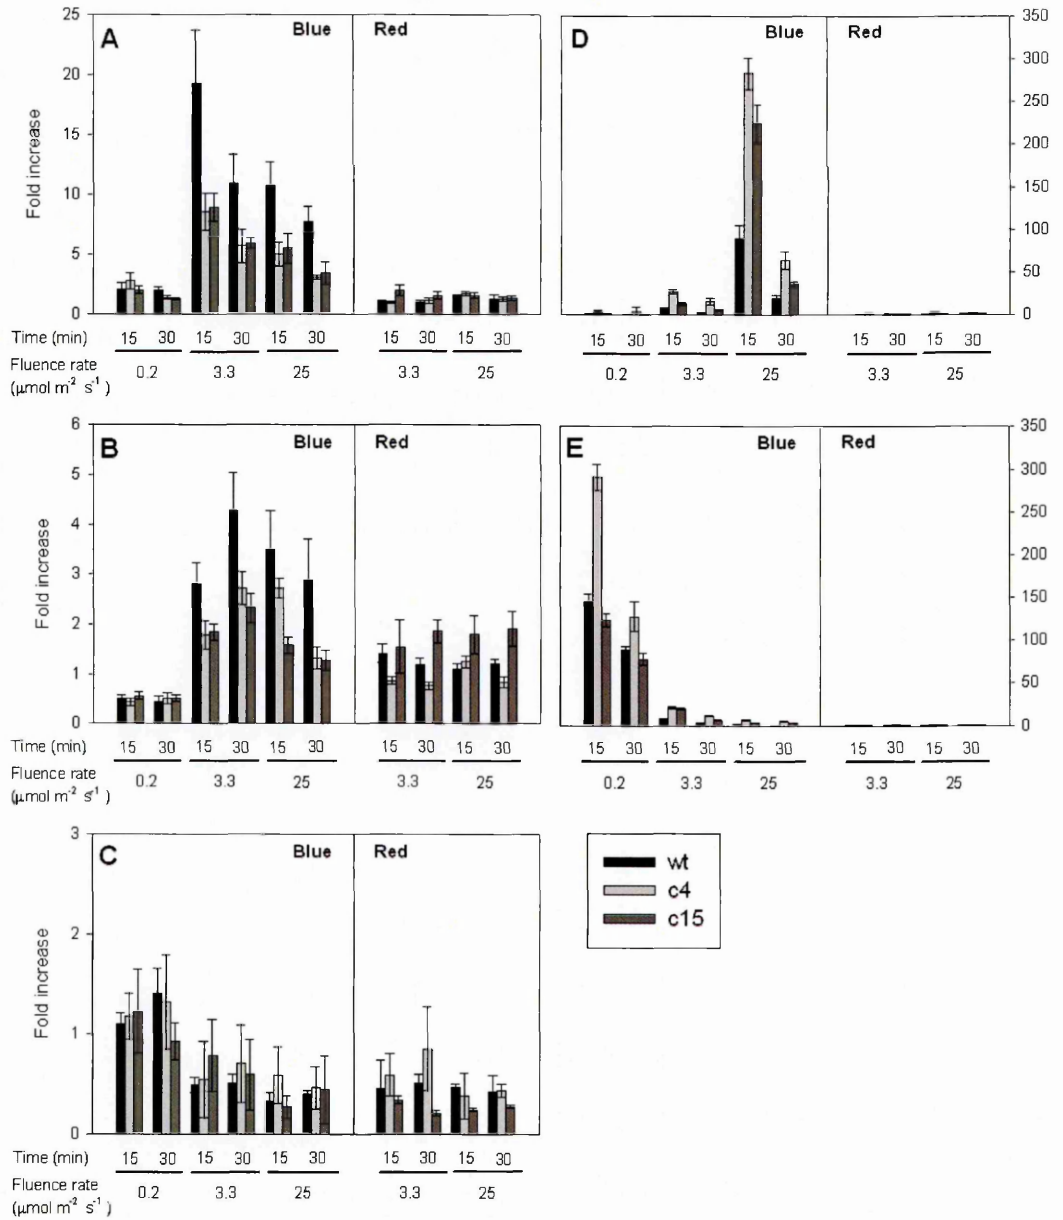 A Blue Red
25
20
15
10
5
0
Fold increase
Time (min) 15 30 15 30 15 30 15 30 15 30
Fluence rate
(µmol m⁻² s⁻¹) 0.2 3.3 25 3.3 25
D Blue Red
350
300
250
200
150
100
50
0
15 30 15 30 15 30 15 30 15 30
0.2 3.3 25 3.3 25
B Blue Red
6
5
4
3
2
1
0
Fold increase
Time (min) 15 30 15 30 15 30 15 30 15 30
Fluence rate
(µmol m⁻² s⁻¹) 0.2 3.3 25 3.3 25
E Blue Red
350
300
250
200
150
100
50
0
15 30 15 30 15 30 15 30 15 30
0.2 3.3 25 3.3 25
C Blue Red
3
2
1
0
Fold increase
Time (min) 15 30 15 30 15 30 15 30 15 30
Fluence rate
(µmol m⁻² s⁻¹) 0.2 3.3 25 3.3 25
wt
c4
c15